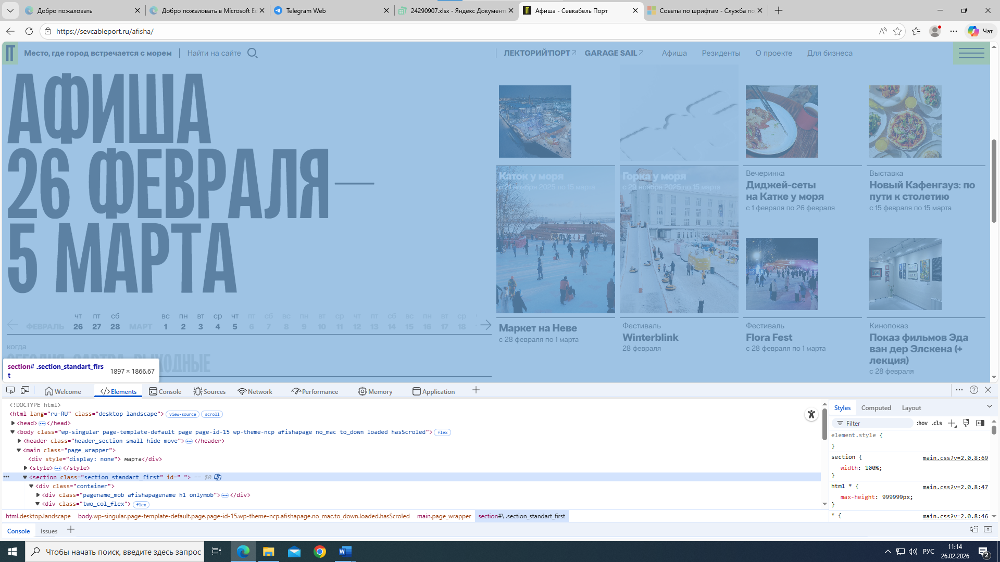 Добро пожаловать
Добро пожаловать в Microsoft Ec
Telegram Web
24290907.xlsx - Яндекс Документ
Афиша - Севкабель Порт
Советы по шрифтам - Служба по
https://sevcableport.ru/afisha/
Чат
Место, где город встречается с морем
Найти на сайте
ЛЕКТОРИЙ'ПОРТ
GARAGE SAIL
Афиша
Резиденты
О проекте
Для бизнеса
АФИША
26 ФЕВРАЛЯ —
5 МАРТА
чт пт сб вс пн вт ср чт пт сб вс пн вт ср чт пт сб вс пн вт ср
ФЕВРАЛЬ 26 27 28 МАРТ 1 2 3 4 5 6 7 8 9 10 11 12 13 14 15 16 17 18
когда
СЕГОДНЯ ЗАВТРА ВЫХОДНЫЕ
Каток у моря
с 21 ноября 2025 по 15 марта
Горка у моря
с 29 ноября 2025 по 15 марта
Вечеринка
Диджей-сеты
на Катке у моря
с 1 февраля по 26 февраля
Выставка
Новый Кафенгауз: по
пути к столетию
с 15 февраля по 15 марта
Маркет на Неве
с 28 февраля по 1 марта
Фестиваль
Winterblink
28 февраля
Фестиваль
Flora Fest
с 28 февраля по 1 марта
Кинопоказ
Показ фильмов Эда
ван дер Элскена (+
лекция)
с 28 февраля
section# .section_standart_firs
t
1897 × 1866.67
Welcome
Elements
Console
Sources
Network
Performance
Memory
Application
<!DOCTYPE html>
<html lang="ru-RU" class="desktop landscape"> view-source scroll
<head> </head>
<body class="wp-singular page-template-default page page-id-15 wp-theme-ncp afishapage no_mac to_down loaded hasScroled"> flex
<header class="header_section small hide move"> </header>
<main class="page_wrapper">
<div style="display: none"> марта</div>
<style> </style>
<section class="section_standart_first" id=" "> == $0
<div class="container">
<div class="pagename_mob afishapagename h1 onlymob"> </div>
<div class="two_col_flex"> flex
html.desktop.landscape
body.wp-singular.page-template-default.page.page-id-15.wp-theme-ncp.afishapage.no_mac.to_down.loaded.hasScroled
main.page_wrapper
section#\ .section_standart_first
Styles
Computed
Layout
Filter
:hov
.cls
element.style {
}
section {
main.css?v=2.0.8:69
width: 100%;
}
html * {
main.css?v=2.0.8:47
max-height: 999999px;
}
* {
main.css?v=2.0.8:46
Console
Issues
Чтобы начать поиск, введите здесь запрос
РУС
11:14
26.02.2026
2